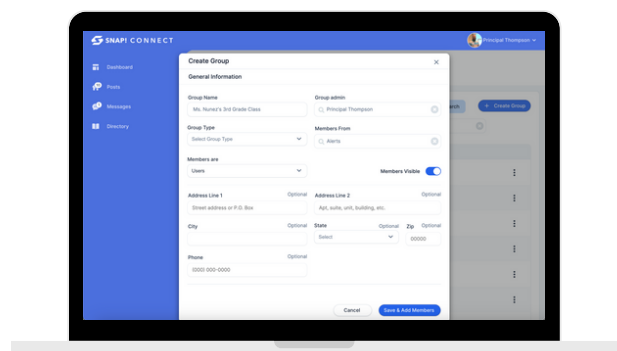 SNAP! CONNECT
Principal Thompson
Dashboard
Posts
Messages
Directory
Create Group
Create Group
General Information
Group Name
Ms. Nunez's 3rd Grade Class
Group admin
Principal Thompson
Group Type
Select Group Type
Members From
Alerts
Members are
Users
Members Visible
Address Line 1 Optional
Street address or P.O. Box
Address Line 2 Optional
Apt, suite, unit, building, etc.
City Optional
State Optional
Select
Zip Optional
00000
Phone Optional
(000) 000-0000
Cancel
Save & Add Members